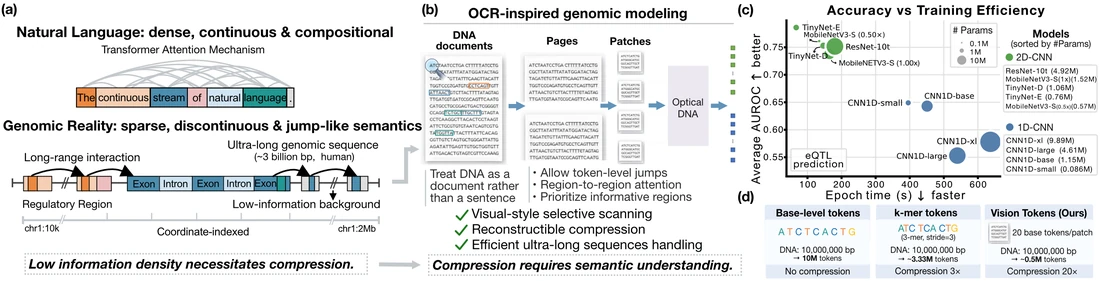 (a)
Natural Language: dense, continuous & compositional
Transformer Attention Mechanism
The continuous stream of natural language .
Genomic Reality: sparse, discontinuous & jump-like semantics
Ultra-long genomic sequence
(~3 billion bp, human)
Long-range interaction
Exon Intron Exon Intron Exon
Regulatory Region
Low-information background
chr1:10k
Coordinate-indexed
chr1:2Mb
Low information density necessitates compression.
(b)
OCR-inspired genomic modeling
DNA
documents
Pages
Patches
Optical
DNA
Treat DNA as a
document rather
than a sentence
• Allow token-level jumps
• Region-to-region attention
• Prioritize informative regions
Visual-style selective scanning
Reconstructible compression
Efficient ultra-long sequences handling
Compression requires semantic understanding.
(c)
Accuracy vs Training Efficiency
Average AUROC ↑ better
0.75
0.70
0.65
0.60
0.55
TinyNet-E
MobileNetV3-S (0.50×)
ResNet-10t
TinyNet-D
MobileNETV3-S (1.00x)
CNN1D-small
CNN1D-base
CNN1D-xl
CNN1D-large
eQTL
prediction
# Params
0.1M
1M
10M
100 200 300 400 500 600
Epoch time (s) ↓ faster
Models
(sorted by #Params)
2D-CNN
ResNet-10t (4.92M)
MobileNetV3-S(1x)(1.52M)
TinyNet-D (1.06M)
TinyNet-E (0.76M)
MobileNetV3-S(0.5x)(0.57M)
1D-CNN
CNN1D-xl (9.89M)
CNN1D-large (4.61M)
CNN1D-base (1.15M)
CNN1D-small (0.086M)
(d)
Base-level tokens
A T C T C A C T G
DNA: 10,000,000 bp
→ 10M tokens
No compression
k-mer tokens
ATC TCA CTG
(3-mer, stride=3)
DNA: 10,000,000 bp
→ ~3.33M tokens
Compression 3×
Vision Tokens (Ours)
20 base tokens/patch
DNA: 10,000,000 bp
→ ~0.5M tokens
Compression 20×